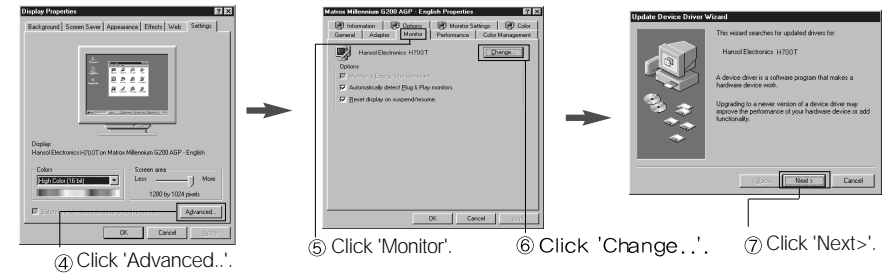 Display Properties
Background Screen Saver Appearance Effects Web Settings
Display:
Hansol Electronics H700T on Matrox Millennium G200 AGP - English
Colors
High Color (16 bit)
Screen area
Less More
1280 by 1024 pixels
Advanced..
OK Cancel Apply
④ Click 'Advanced..'.
Matrox Millennium G200 AGP - English Properties
Information Options Monitor Settings Color
General Adapter Monitor Performance Color Management
Hansol Electronics H700T
Change...
Options
Monitor is Energy Star compliant
Automatically detect Plug & Play monitors
Reset display on suspend/resume.
OK Cancel Apply
⑤ Click 'Monitor'.
⑥ Click 'Change..'.
Update Device Driver Wizard
This wizard searches for updated drivers for:
Hansol Electronics H700T
A device driver is a software program that makes a
hardware device work.
Upgrading to a newer version of a device driver may
improve the performance of your hardware device or add
functionality.
< Back Next > Cancel
⑦ Click 'Next>'.